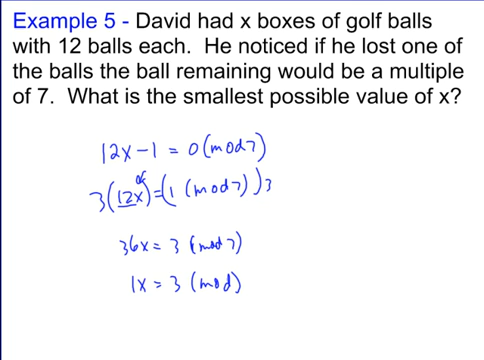 Example 5 - David had x boxes of golf balls
with 12 balls each. He noticed if he lost one of
the balls the ball remaining would be a multiple
of 7. What is the smallest possible value of x?
12x - 1 = 0 (mod 7)
or
3(12x) = (1 (mod 7))3
36x = 3 (mod 7)
1x = 3 (mod)